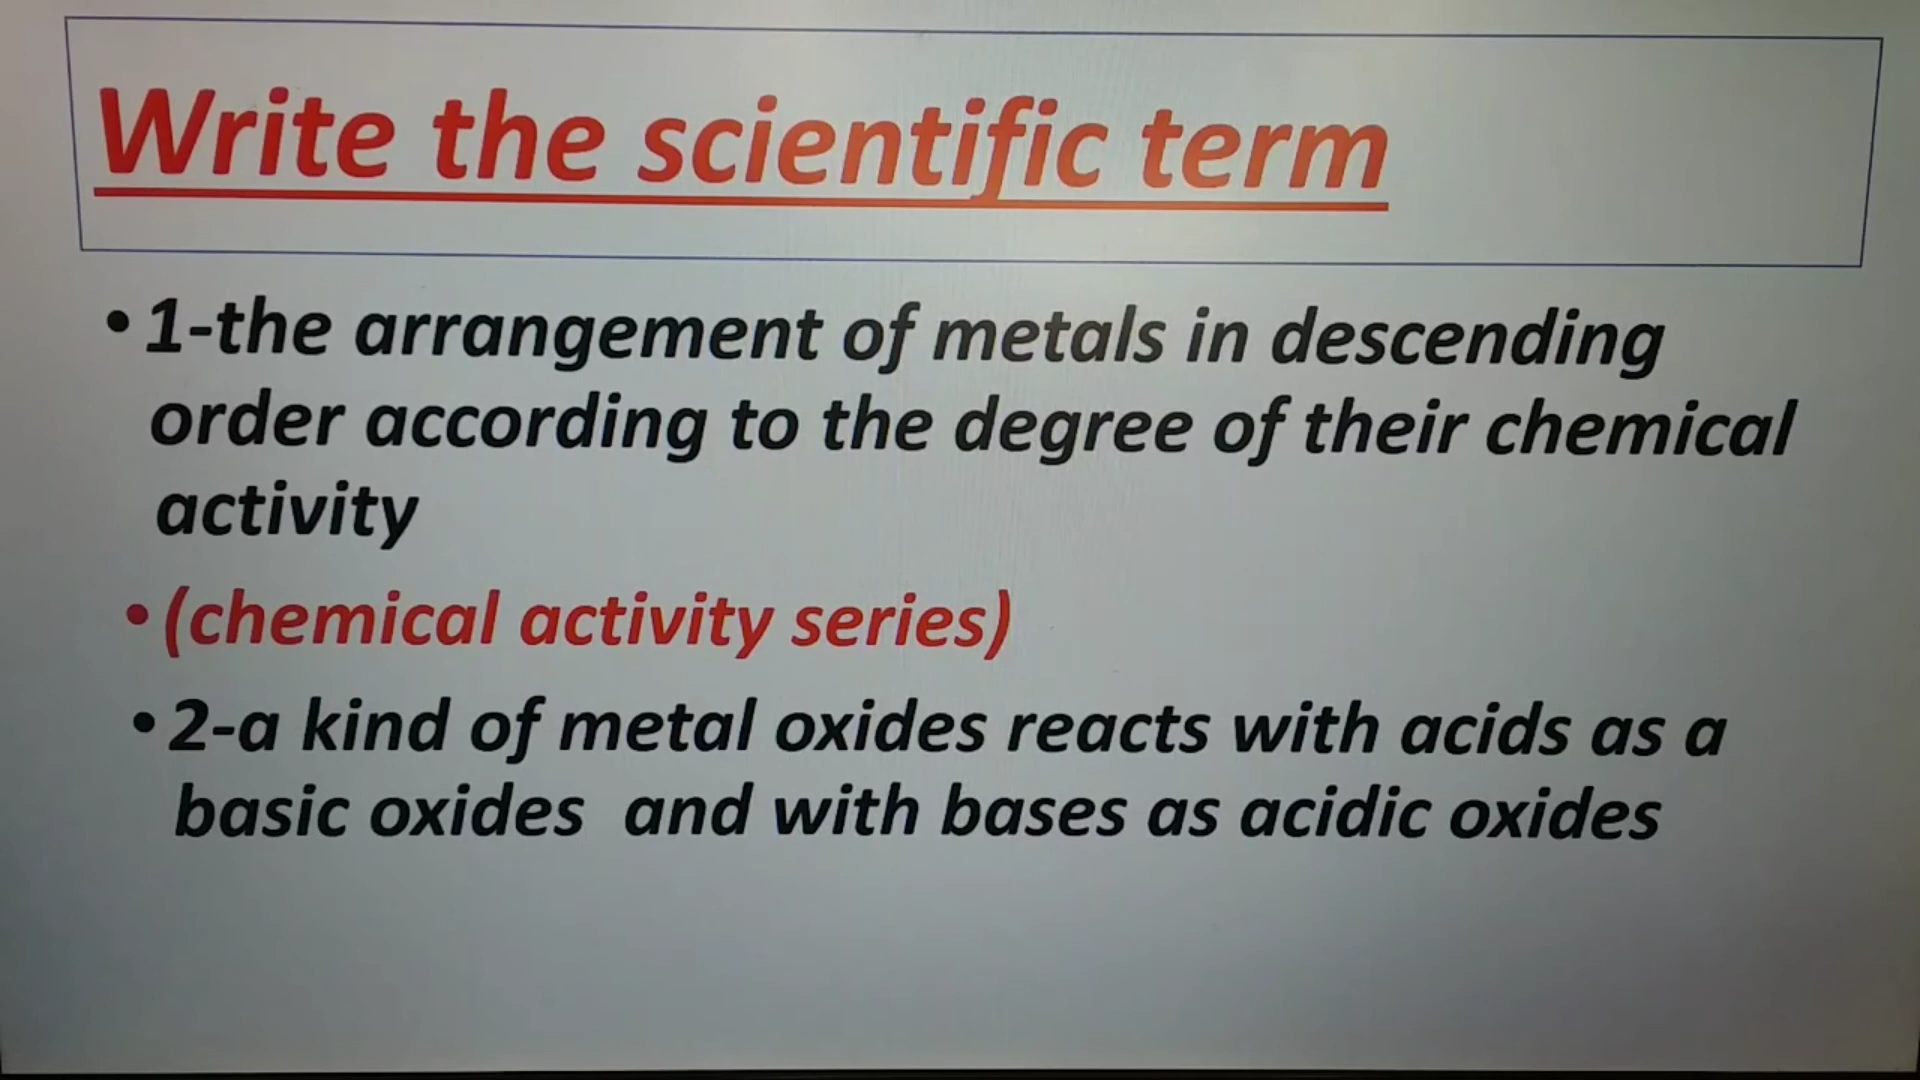 Write the scientific term
• 1-the arrangement of metals in descending
order according to the degree of their chemical
activity
• (chemical activity series)
• 2-a kind of metal oxides reacts with acids as a
basic oxides and with bases as acidic oxides